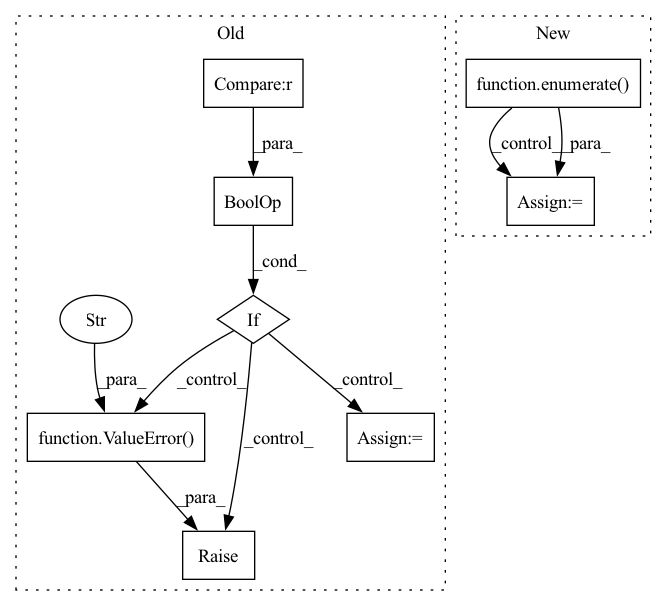 Old
New
Compare:r
function.enumerate()
_para_
_control_
_para_
BoolOp
Assign:=
_cond_
Str
If
_para_
_control_
_control_
function.ValueError()
_control_
Assign:=
_para_
Raise